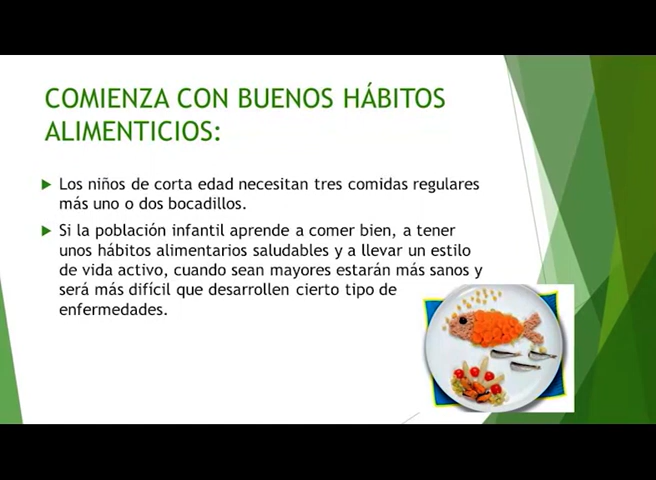 COMIENZA CON BUENOS HÁBITOS
ALIMENTICIOS:
Los niños de corta edad necesitan tres comidas regulares
más uno o dos bocadillos.
Si la población infantil aprende a comer bien, a tener
unos hábitos alimentarios saludables y a llevar un estilo
de vida activo, cuando sean mayores estarán más sanos y
será más difícil que desarrollen cierto tipo de
enfermedades.